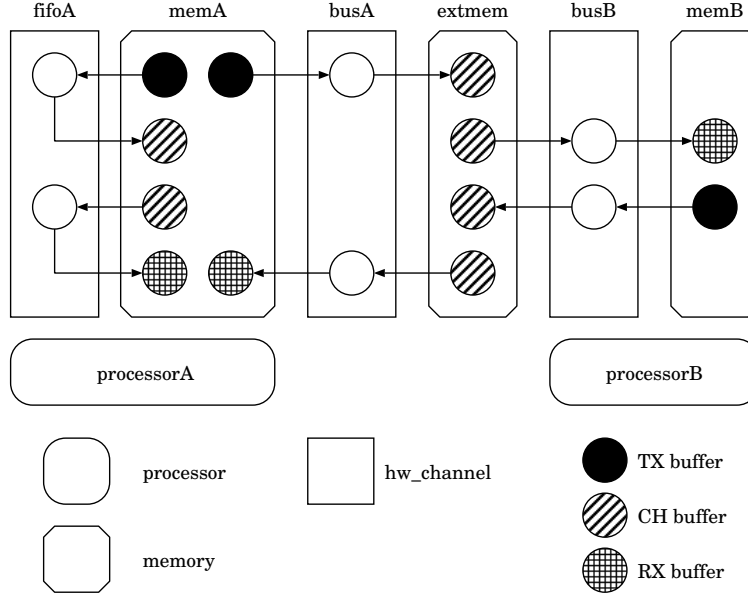 fifoA memA busA extmem busB memB
processorA processorB
processor hw_channel TX buffer
CH buffer
memory RX buffer